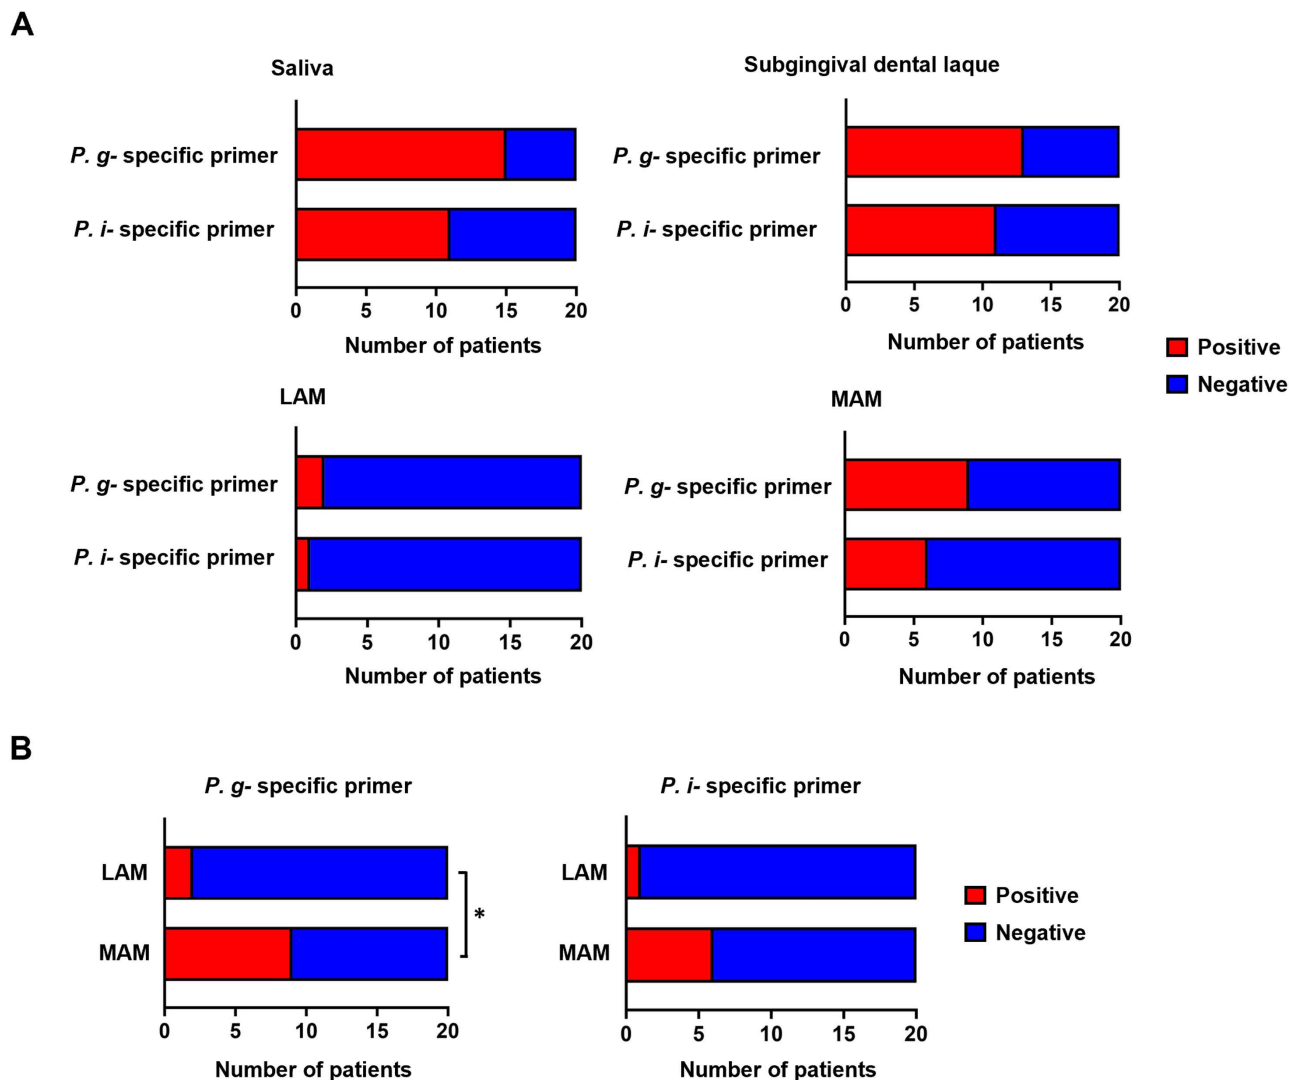 A
Saliva
P. g- specific primer
P. i- specific primer
0 5 10 15 20
Number of patients
Subgingival dental laque
P. g- specific primer
P. i- specific primer
0 5 10 15 20
Number of patients
Positive
Negative
LAM
P. g- specific primer
P. i- specific primer
0 5 10 15 20
Number of patients
MAM
P. g- specific primer
P. i- specific primer
0 5 10 15 20
Number of patients
B
P. g- specific primer
LAM
*
MAM
0 5 10 15 20
Number of patients
P. i- specific primer
LAM
MAM
0 5 10 15 20
Number of patients
Positive
Negative